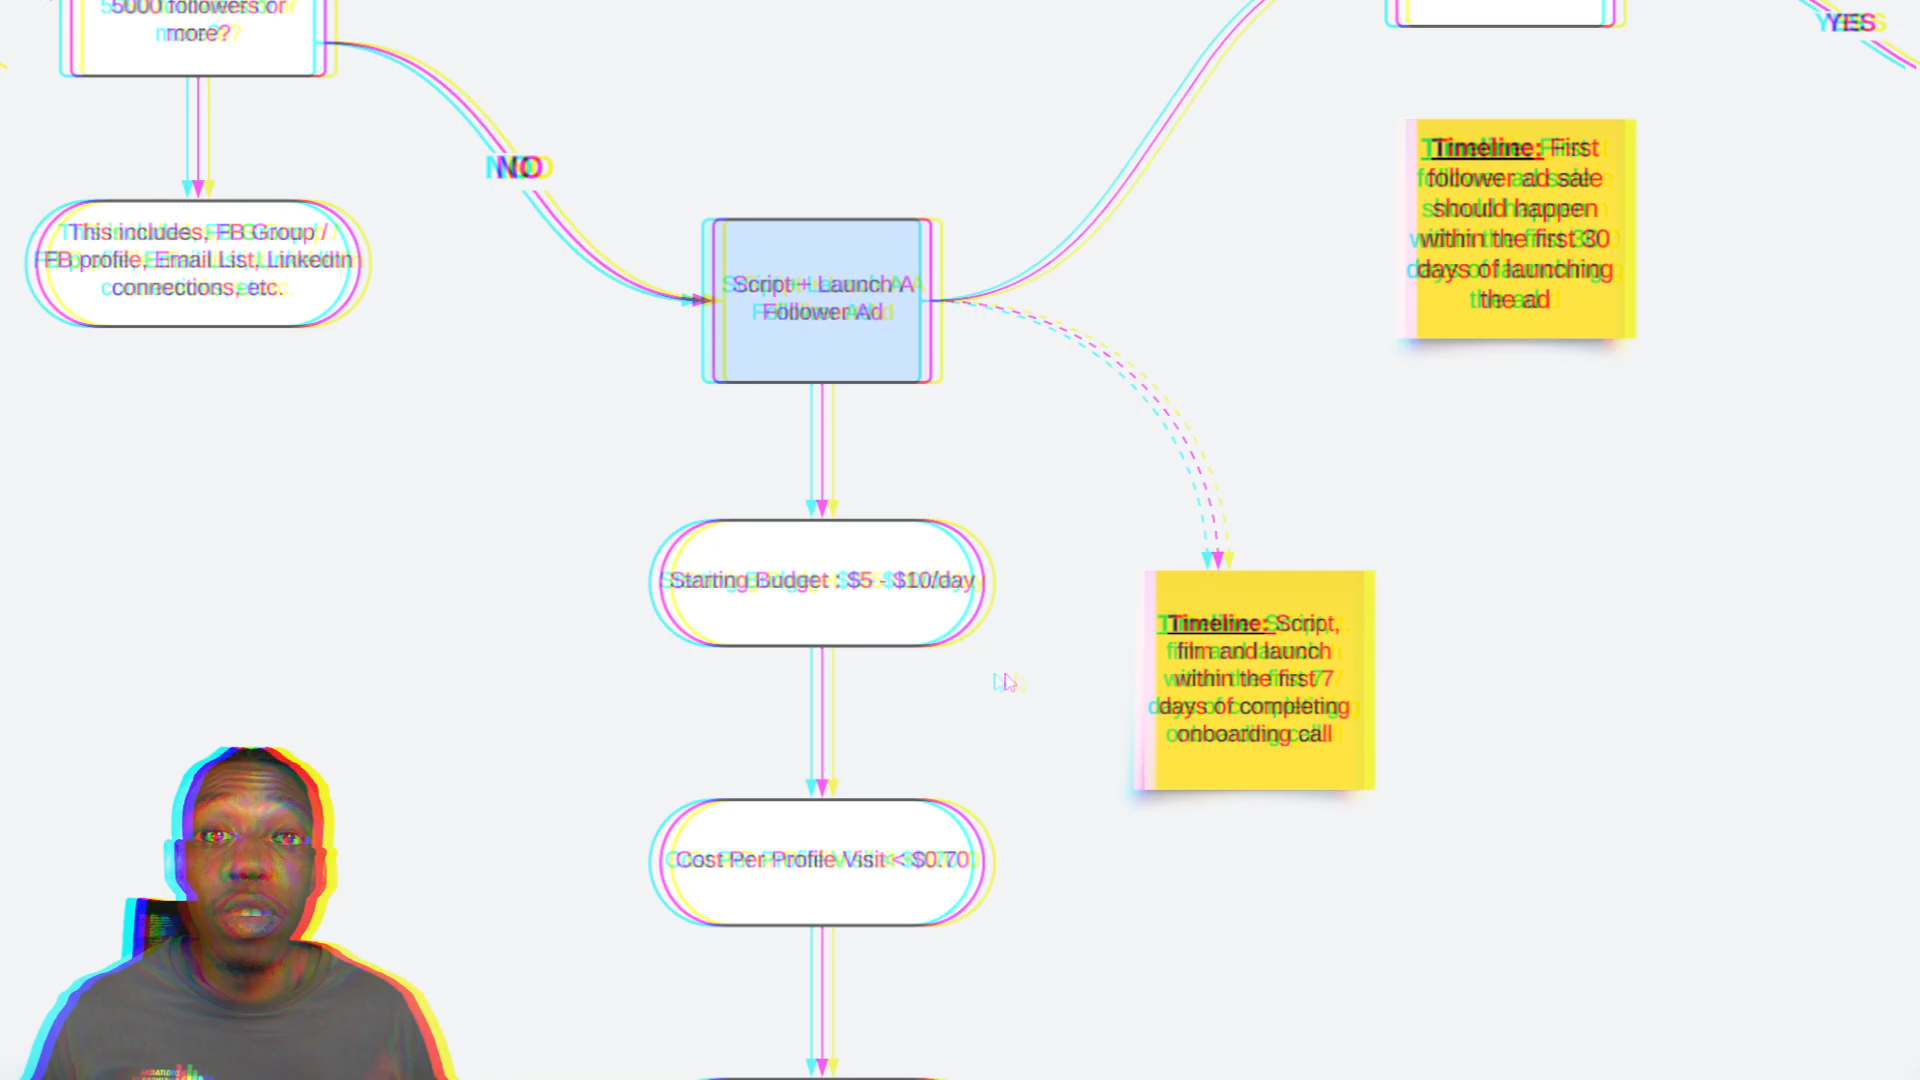 5000 followers or
more?
YES
NO
This includes, FB Group /
FB profile, Email List, LinkedIn
connections, etc.
Script + Launch A
Follower Ad
Timeline: First
follower ad sale
should happen
within the first 30
days of launching
the ad
Starting Budget : $5 - $10/day
Timeline: Script,
film and launch
within the first 7
days of completing
onboarding call
Cost Per Profile Visit < $0.70